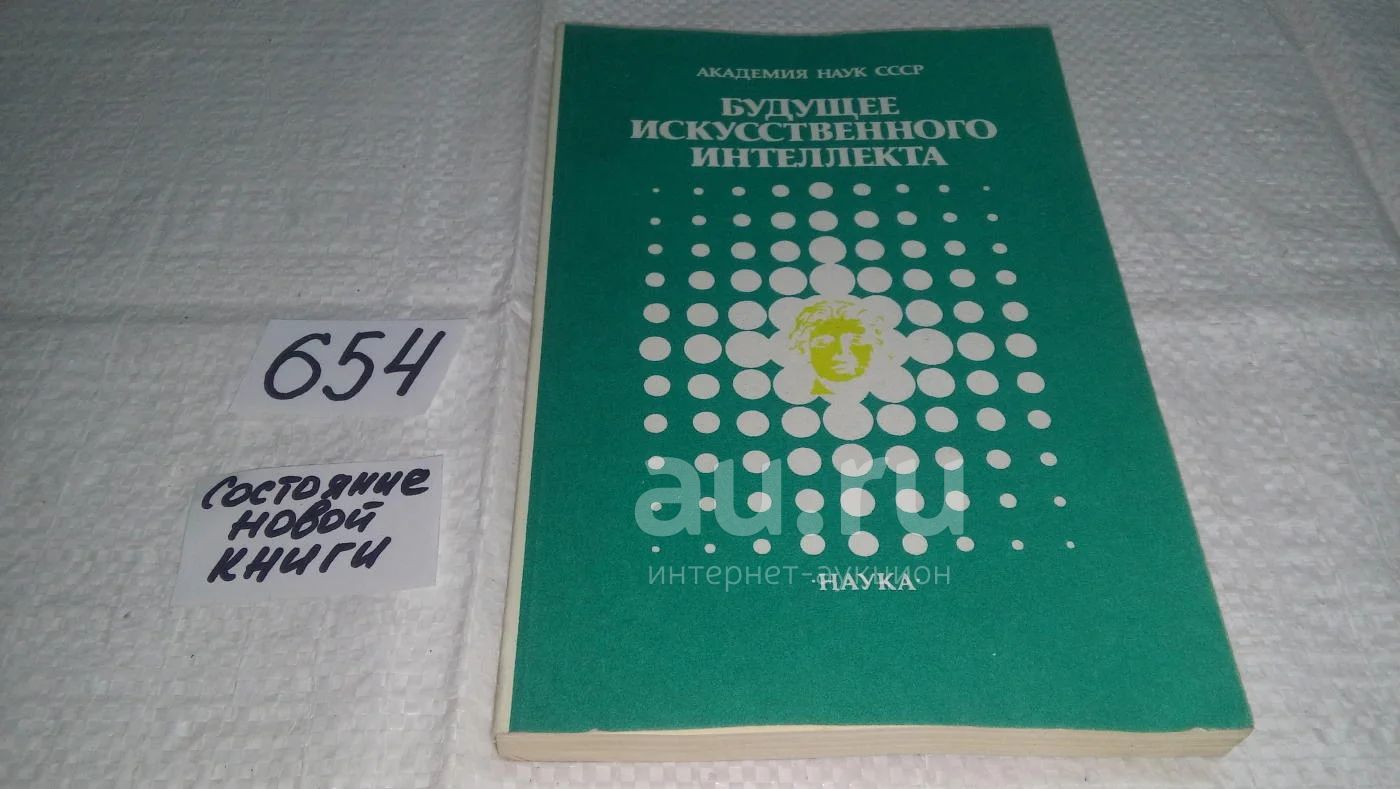 АКАДЕМИЯ НАУК СССР
БУДУЩЕЕ
ИСКУССТВЕННОГО
ИНТЕЛЛЕКТА
·НАУКА·
654
Состояние
новой
книги
au.ru
интернет-аукцион